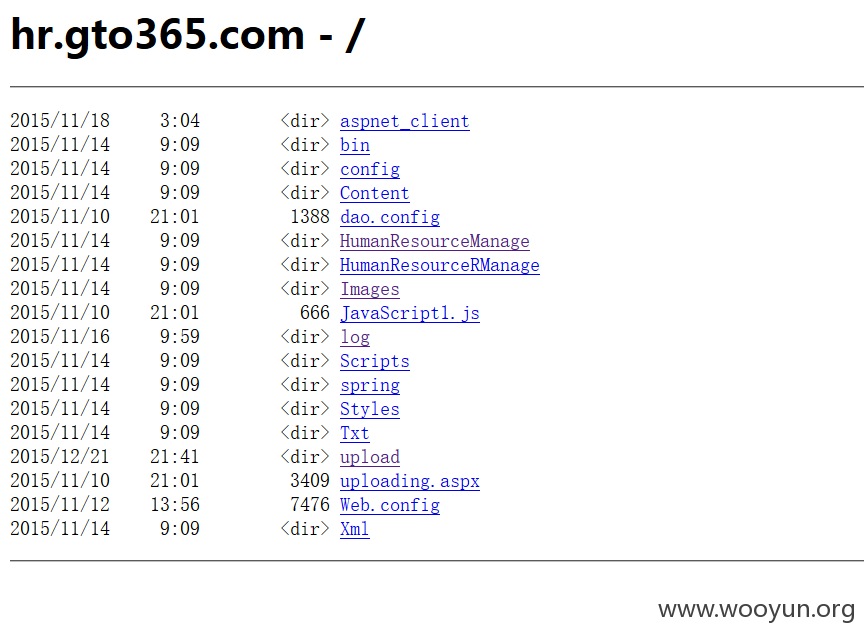 hr.gto365.com - /
2015/11/18 3:04 <dir> aspnet_client
2015/11/14 9:09 <dir> bin
2015/11/14 9:09 <dir> config
2015/11/14 9:09 <dir> Content
2015/11/10 21:01 1388 dao.config
2015/11/14 9:09 <dir> HumanResourceManage
2015/11/14 9:09 <dir> HumanResourceRManage
2015/11/14 9:09 <dir> Images
2015/11/10 21:01 666 JavaScript1.js
2015/11/16 9:59 <dir> log
2015/11/14 9:09 <dir> Scripts
2015/11/14 9:09 <dir> spring
2015/11/14 9:09 <dir> Styles
2015/11/14 9:09 <dir> Txt
2015/12/21 21:41 <dir> upload
2015/11/10 21:01 3409 uploading.aspx
2015/11/12 13:56 7476 Web.config
2015/11/14 9:09 <dir> Xml
www.wooyun.org